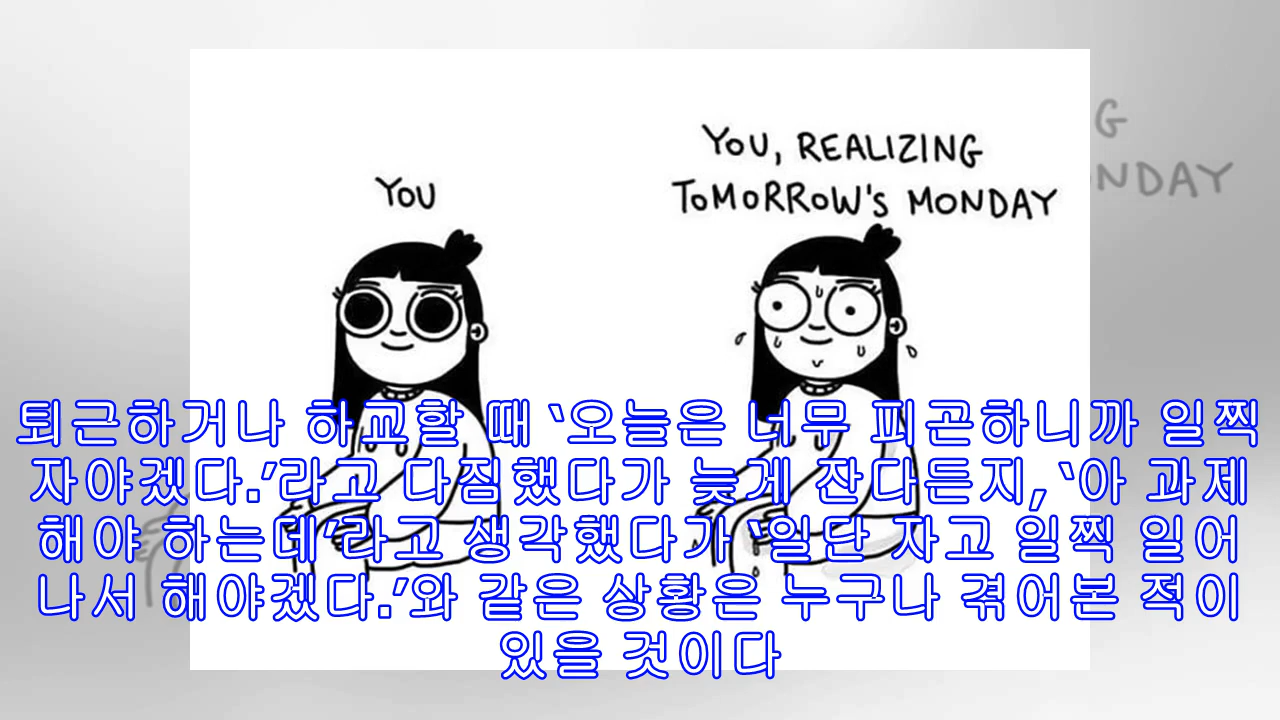 YOU
YOU, REALIZING
TOMORROW'S MONDAY
G
ONDAY
퇴근하거나 하교할 때 ‘오늘은 너무 피곤하니까 일찍
자야겠다.’라고 다짐했다가 늦게 잔다든지, ‘아 과제
해야 하는데’라고 생각했다가 ‘일단 자고 일찍 일어
나서 해야겠다.’와 같은 상황은 누구나 겪어본 적이
있을 것이다